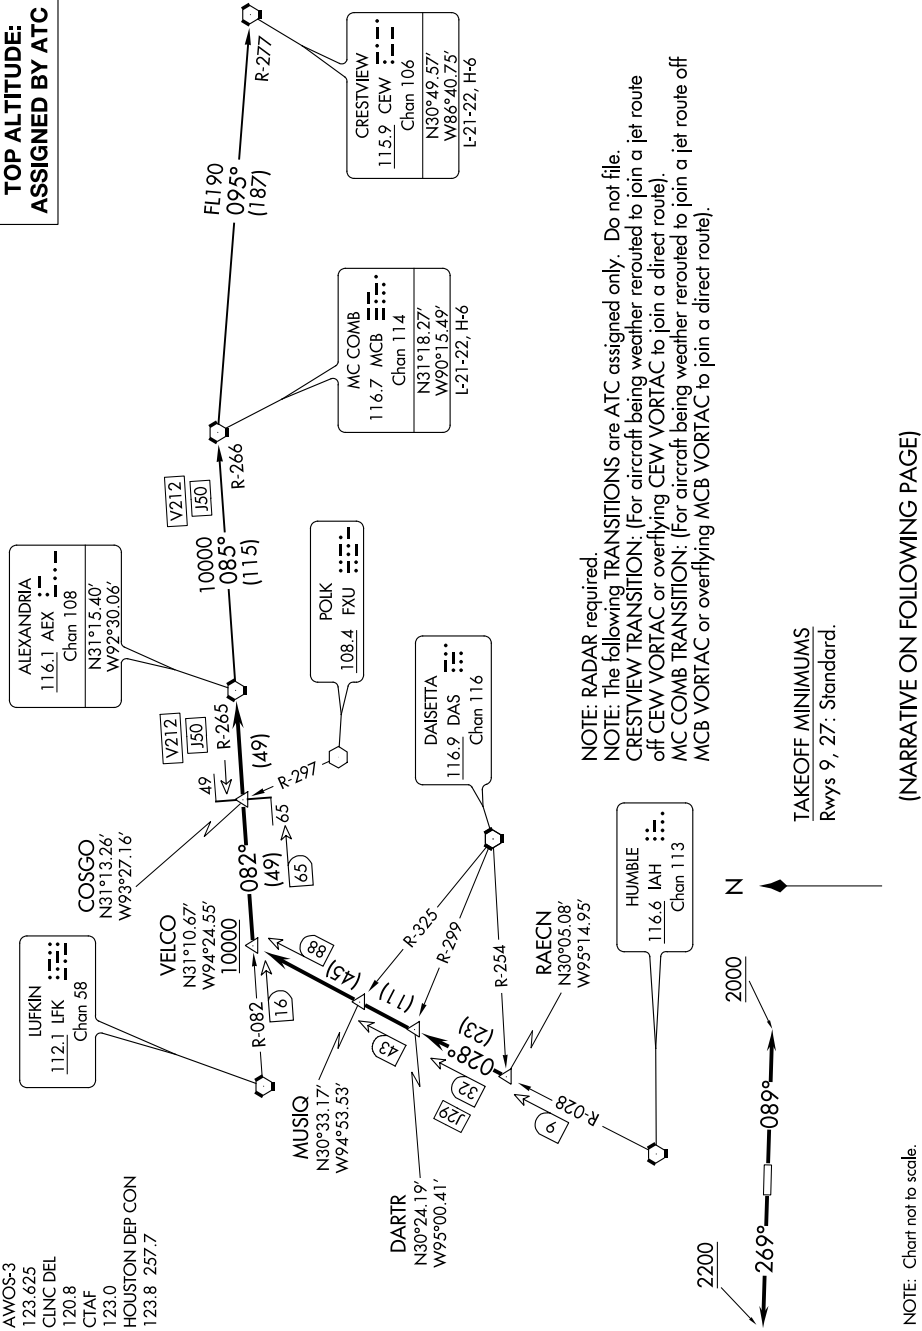 TOP ALTITUDE:
ASSIGNED BY ATC
AWOS-3
123.625
CLNC DEL
120.8
CTAF
123.0
HOUSTON DEP CON
123.8 257.7
LUFKIN
112.1 LFK
Chan 58
R-082
16
VELCO
N31°10.67'
W94°24.55'
10000
COSGO
N31°13.26'
W93°27.16'
ALEXANDRIA
116.1 AEX
Chan 108
N31°15.40'
W92°30.06'
V212
J50
R-265
(49)
49
082°
(49)
65
65
R-297
POLK
108.4 FXU
V212
J50
10000
085°
(115)
R-266
MC COMB
116.7 MCB
Chan 114
N31°18.27'
W90°15.49'
L-21-22, H-6
FL190
095°
(187)
R-277
CRESTVIEW
115.9 CEW
Chan 106
N30°49.57'
W86°40.75'
L-21-22, H-6
MUSIQ
N30°33.17'
W94°53.53'
88
(45)
43
(11)
DARTR
N30°24.19'
W95°00.41'
J29
32
028°
(23)
9
R-028
R-325
R-299
R-254
DAISETTA
116.9 DAS
Chan 116
RAECN
N30°05.08'
W95°14.95'
HUMBLE
116.6 IAH
Chan 113
NOTE: RADAR required.
NOTE: The following TRANSITIONS are ATC assigned only. Do not file.
CRESTVIEW TRANSITION: (For aircraft being weather rerouted to join a jet route
off CEW VORTAC or overflying CEW VORTAC to join a direct route).
MC COMB TRANSITION: (For aircraft being weather rerouted to join a jet route off
MCB VORTAC or overflying MCB VORTAC to join a direct route).
N
2200
269°
089°
2000
TAKEOFF MINIMUMS
Rwys 9, 27: Standard.
NOTE: Chart not to scale.
(NARRATIVE ON FOLLOWING PAGE)